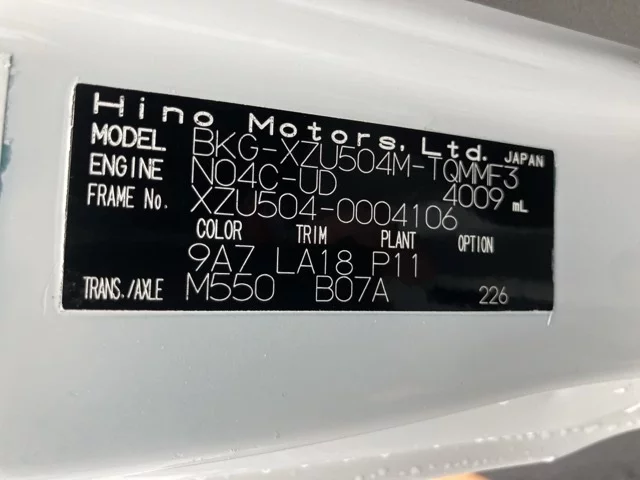 Hino Motors, Ltd. JAPAN
MODEL BKG-XZU504M-TQMMF3
ENGINE N04C-UD 4009 mL
FRAME No. XZU504-0004106
COLOR TRIM PLANT OPTION
9A7 LA18 P11
TRANS./AXLE M550 B07A 226